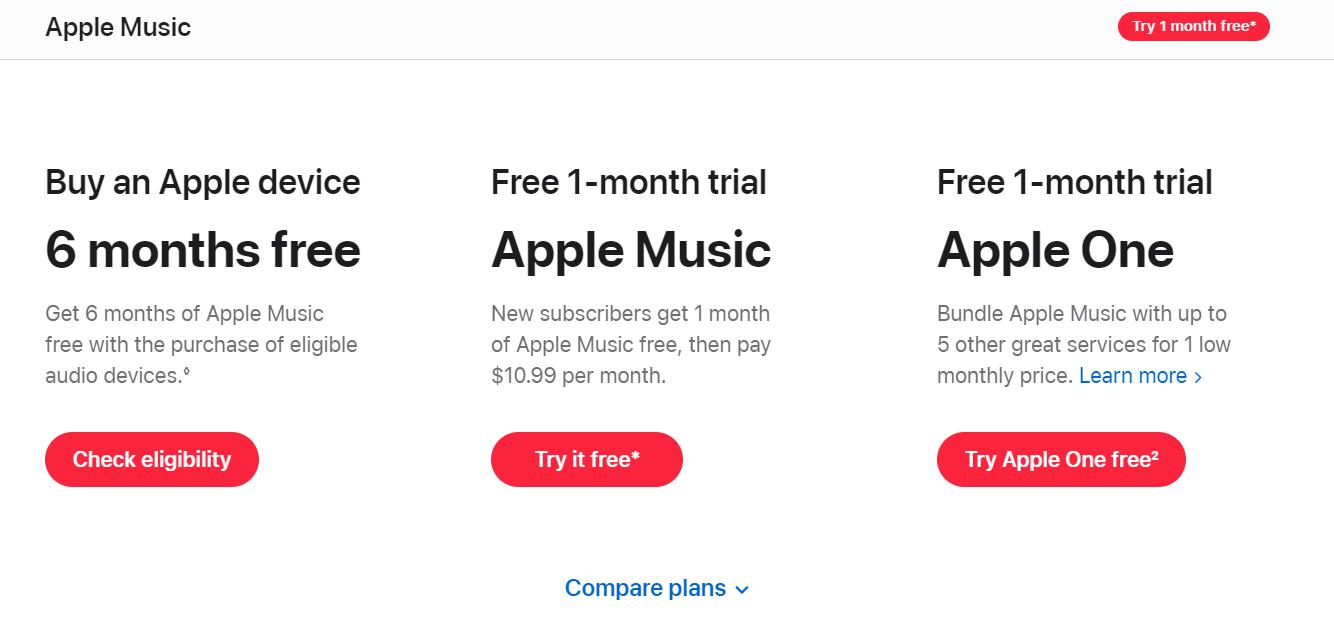 Apple Music
Try 1 month free*
Buy an Apple device
6 months free
Get 6 months of Apple Music
free with the purchase of eligible
audio devices.◊
Check eligibility
Free 1-month trial
Apple Music
New subscribers get 1 month
of Apple Music free, then pay
$10.99 per month.
Try it free*
Free 1-month trial
Apple One
Bundle Apple Music with up to
5 other great services for 1 low
monthly price. Learn more >
Try Apple One free²
Compare plans